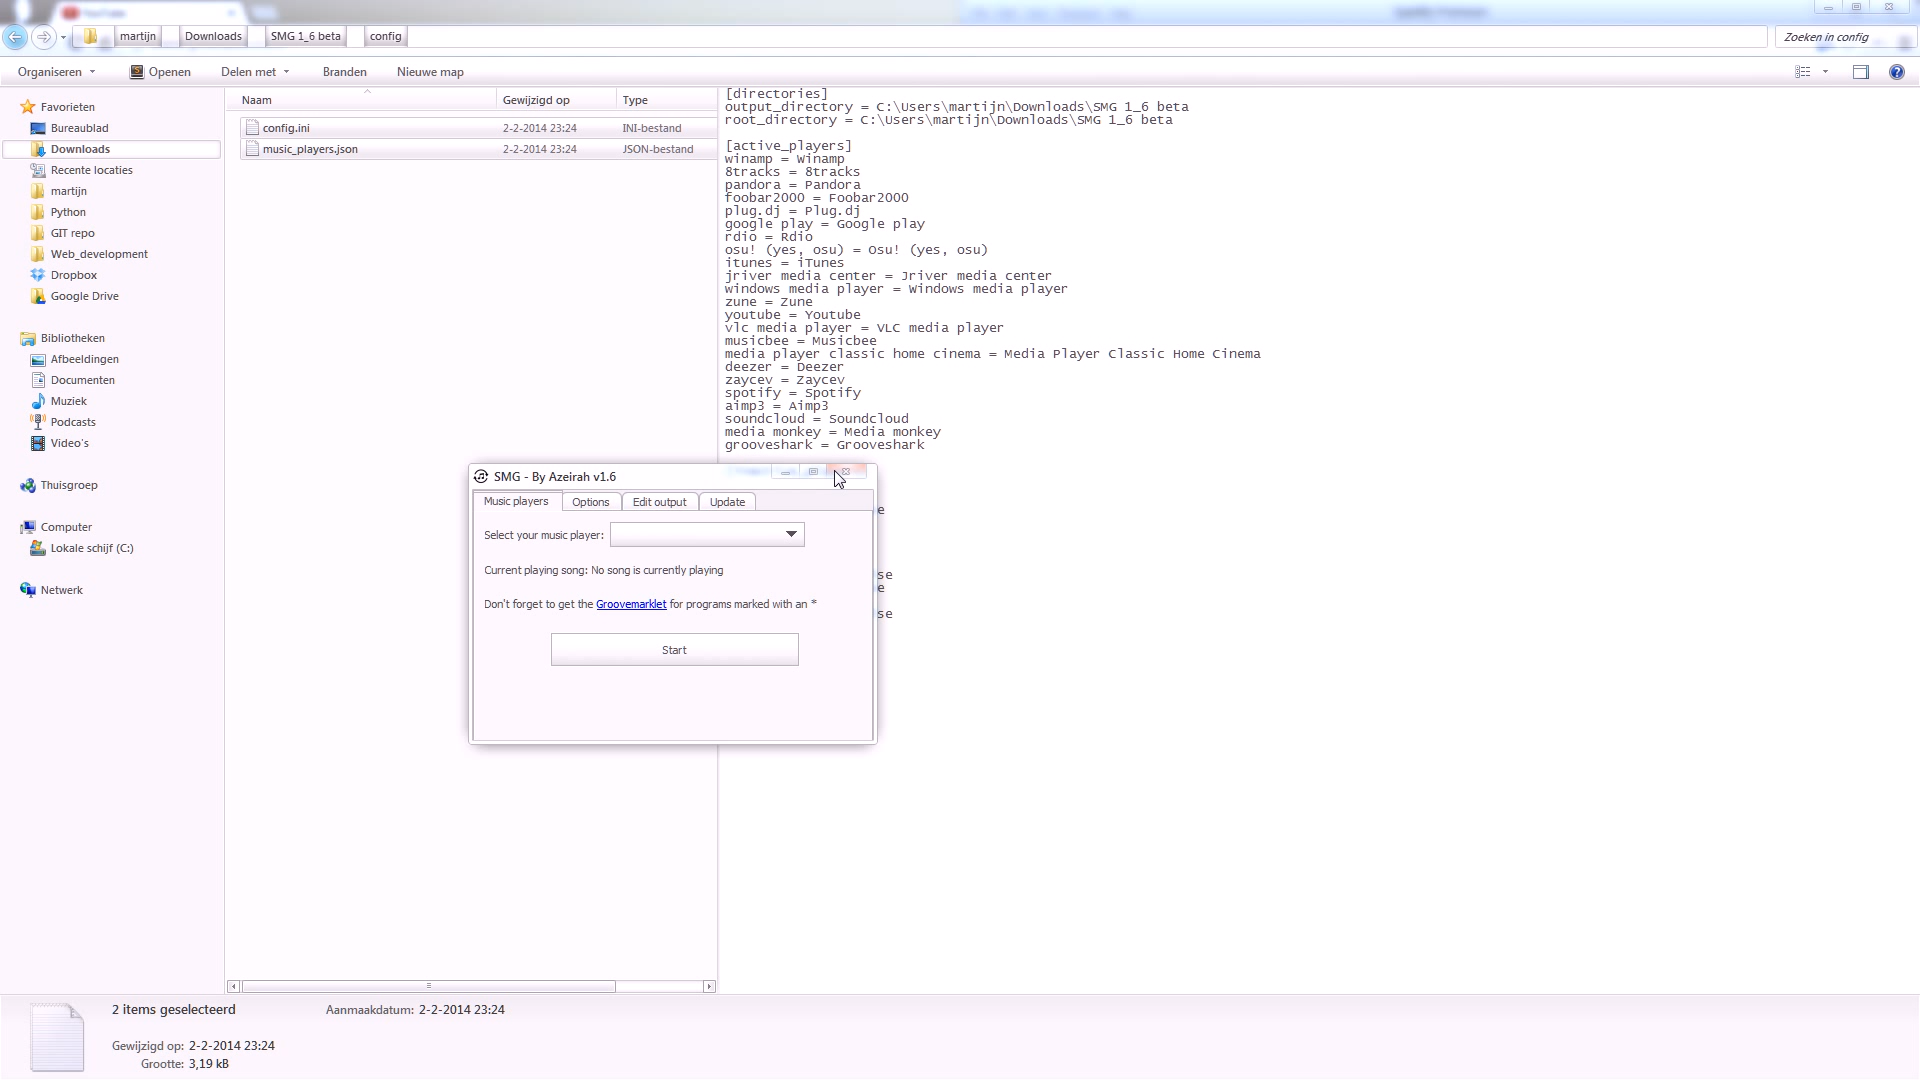 martijn Downloads SMG 1_6 beta config
Zoeken in config
Organiseren Openen Delen met Branden Nieuwe map
Favorieten
Bureaublad
Downloads
Recente locaties
martijn
Python
GIT repo
Web_development
Dropbox
Google Drive
Bibliotheken
Afbeeldingen
Documenten
Muziek
Podcasts
Video's
Thuisgroep
Computer
Lokale schijf (C:)
Netwerk
Naam Gewijzigd op Type
config.ini 2-2-2014 23:24 INI-bestand
music_players.json 2-2-2014 23:24 JSON-bestand
[directories]
output_directory = C:\Users\martijn\Downloads\SMG 1_6 beta
root_directory = C:\Users\martijn\Downloads\SMG 1_6 beta
[active_players]
winamp = Winamp
8tracks = 8tracks
pandora = Pandora
foobar2000 = Foobar2000
plug.dj = Plug.dj
google play = Google play
rdio = Rdio
osu! (yes, osu) = Osu! (yes, osu)
itunes = iTunes
jriver media center = Jriver media center
windows media player = Windows media player
zune = Zune
youtube = Youtube
vlc media player = VLC media player
musicbee = Musicbee
media player classic home cinema = Media Player Classic Home Cinema
deezer = Deezer
zaycev = Zaycev
spotify = Spotify
aimp3 = Aimp3
soundcloud = Soundcloud
media monkey = Media monkey
grooveshark = Grooveshark
SMG - By Azeirah v1.6
Music players Options Edit output Update
Select your music player:
Current playing song: No song is currently playing
Don't forget to get the Groovemarklet for programs marked with an *
Start
e
se
e
se
2 items geselecteerd Aanmaakdatum: 2-2-2014 23:24
Gewijzigd op: 2-2-2014 23:24
Grootte: 3,19 kB